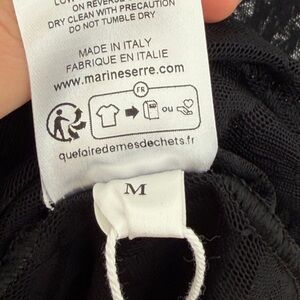 ON REVERSE
DRY CLEAN WITH PRECAUTION
DO NOT TUMBLE DRY
MADE IN ITALY
FABRIQUE EN ITALIE
www.marineserre.com
FR
OU
quefairedemesdechets.fr
M